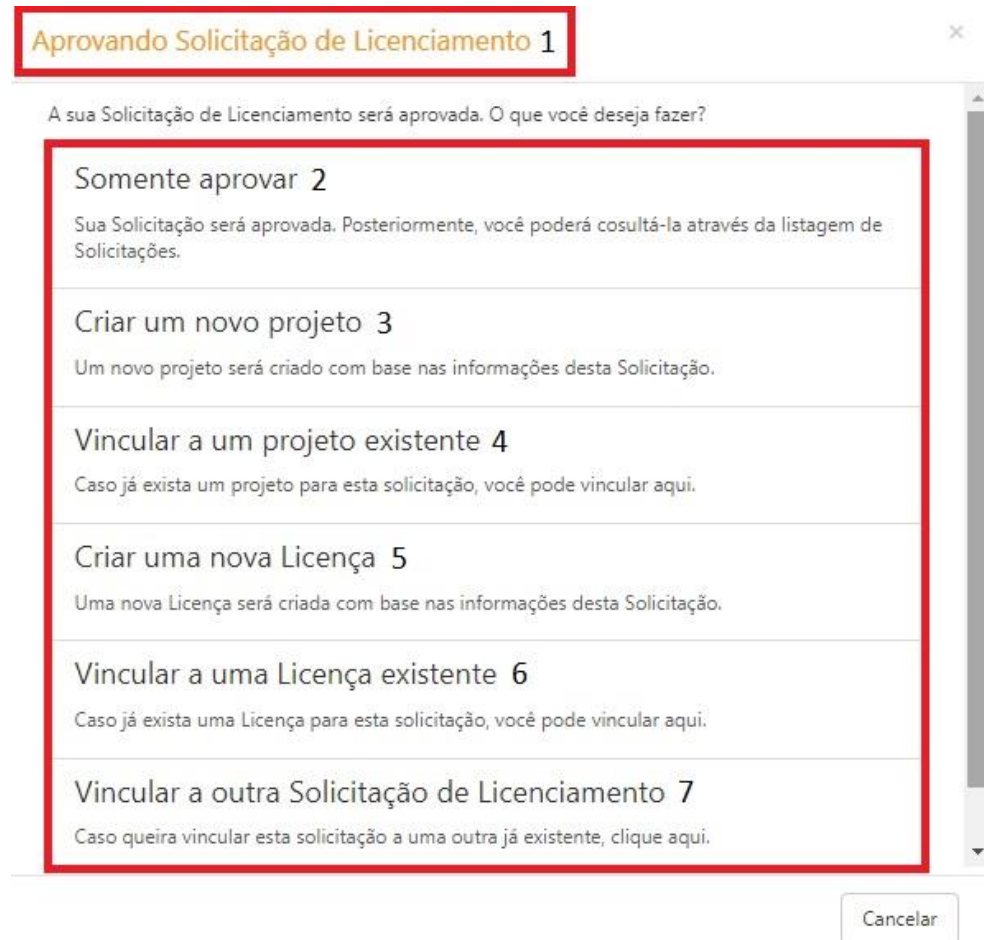 Aprovando Solicitação de Licenciamento 1
×
A sua Solicitação de Licenciamento será aprovada. O que você deseja fazer?
Somente aprovar 2
Sua Solicitação será aprovada. Posteriormente, você poderá cosultá-la através da listagem de
Solicitações.
Criar um novo projeto 3
Um novo projeto será criado com base nas informações desta Solicitação.
Vincular a um projeto existente 4
Caso já exista um projeto para esta solicitação, você pode vincular aqui.
Criar uma nova Licença 5
Uma nova Licença será criada com base nas informações desta Solicitação.
Vincular a uma Licença existente 6
Caso já exista uma Licença para esta solicitação, você pode vincular aqui.
Vincular a outra Solicitação de Licenciamento 7
Caso queira vincular esta solicitação a uma outra já existente, clique aqui.
Cancelar